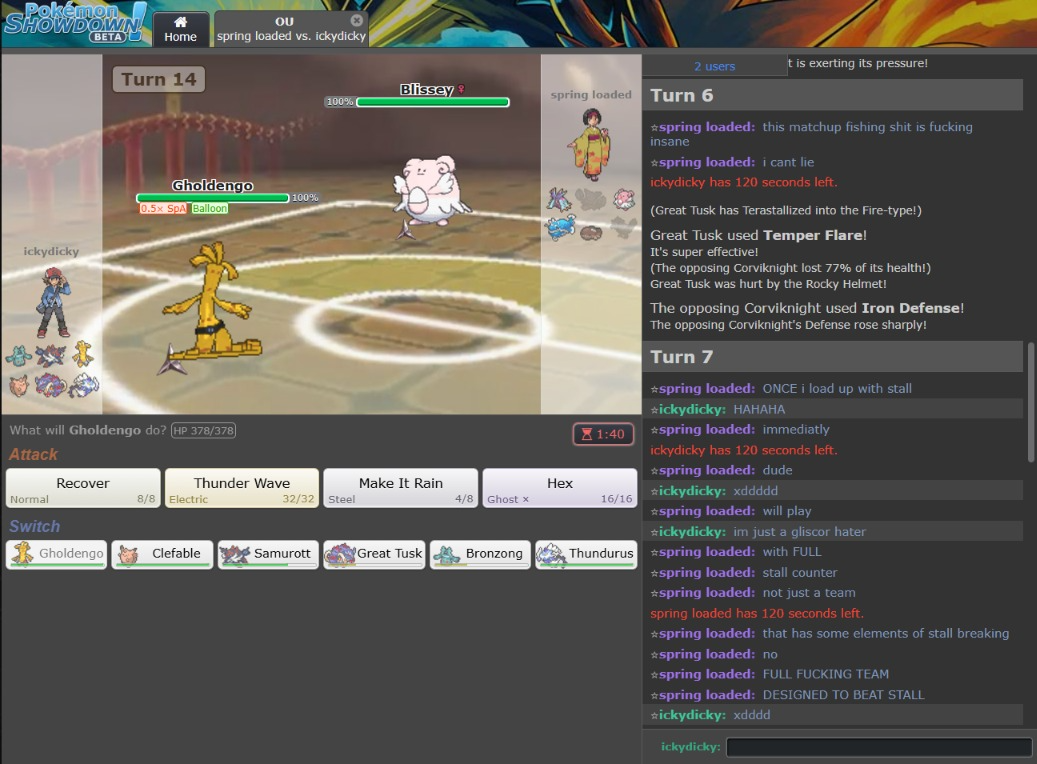 Pokémon
SHOWDOWN!
BETA
Home
OU
spring loaded vs. ickydicky
Turn 14
Blissey ♀
100%
Gholdengo
100%
0.5× SpA Balloon
ickydicky
spring loaded
What will Gholdengo do? HP 378/378
1:40
Attack
Recover
Normal 8/8
Thunder Wave
Electric 32/32
Make It Rain
Steel 4/8
Hex
Ghost × 16/16
Switch
Gholdengo
Clefable
Samurott
Great Tusk
Bronzong
Thundurus
2 users
t is exerting its pressure!
Turn 6
☆spring loaded: this matchup fishing shit is fucking
insane
☆spring loaded: i cant lie
ickydicky has 120 seconds left.
(Great Tusk has Terastallized into the Fire-type!)
Great Tusk used Temper Flare!
It's super effective!
(The opposing Corviknight lost 77% of its health!)
Great Tusk was hurt by the Rocky Helmet!
The opposing Corviknight used Iron Defense!
The opposing Corviknight's Defense rose sharply!
Turn 7
☆spring loaded: ONCE i load up with stall
☆ickydicky: HAHAHA
☆spring loaded: immediatly
ickydicky has 120 seconds left.
☆spring loaded: dude
☆ickydicky: xddddd
☆spring loaded: will play
☆ickydicky: im just a gliscor hater
☆spring loaded: with FULL
☆spring loaded: stall counter
☆spring loaded: not just a team
spring loaded has 120 seconds left.
☆spring loaded: that has some elements of stall breaking
☆spring loaded: no
☆spring loaded: FULL FUCKING TEAM
☆spring loaded: DESIGNED TO BEAT STALL
☆ickydicky: xdddd
ickydicky: